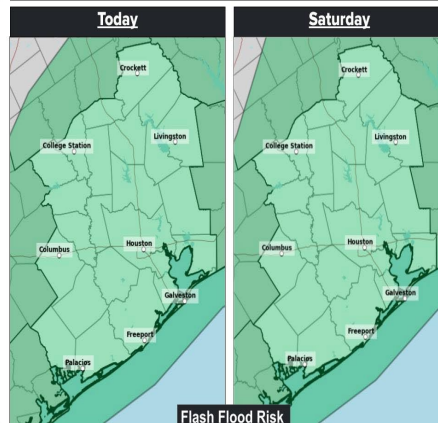 Today
Crockett
Livingston
College Station
Columbus
Houston
Galveston
Freeport
Palacios
Saturday
Crockett
Livingston
College Station
Columbus
Houston
Galveston
Freeport
Palacios
Flash Flood Risk